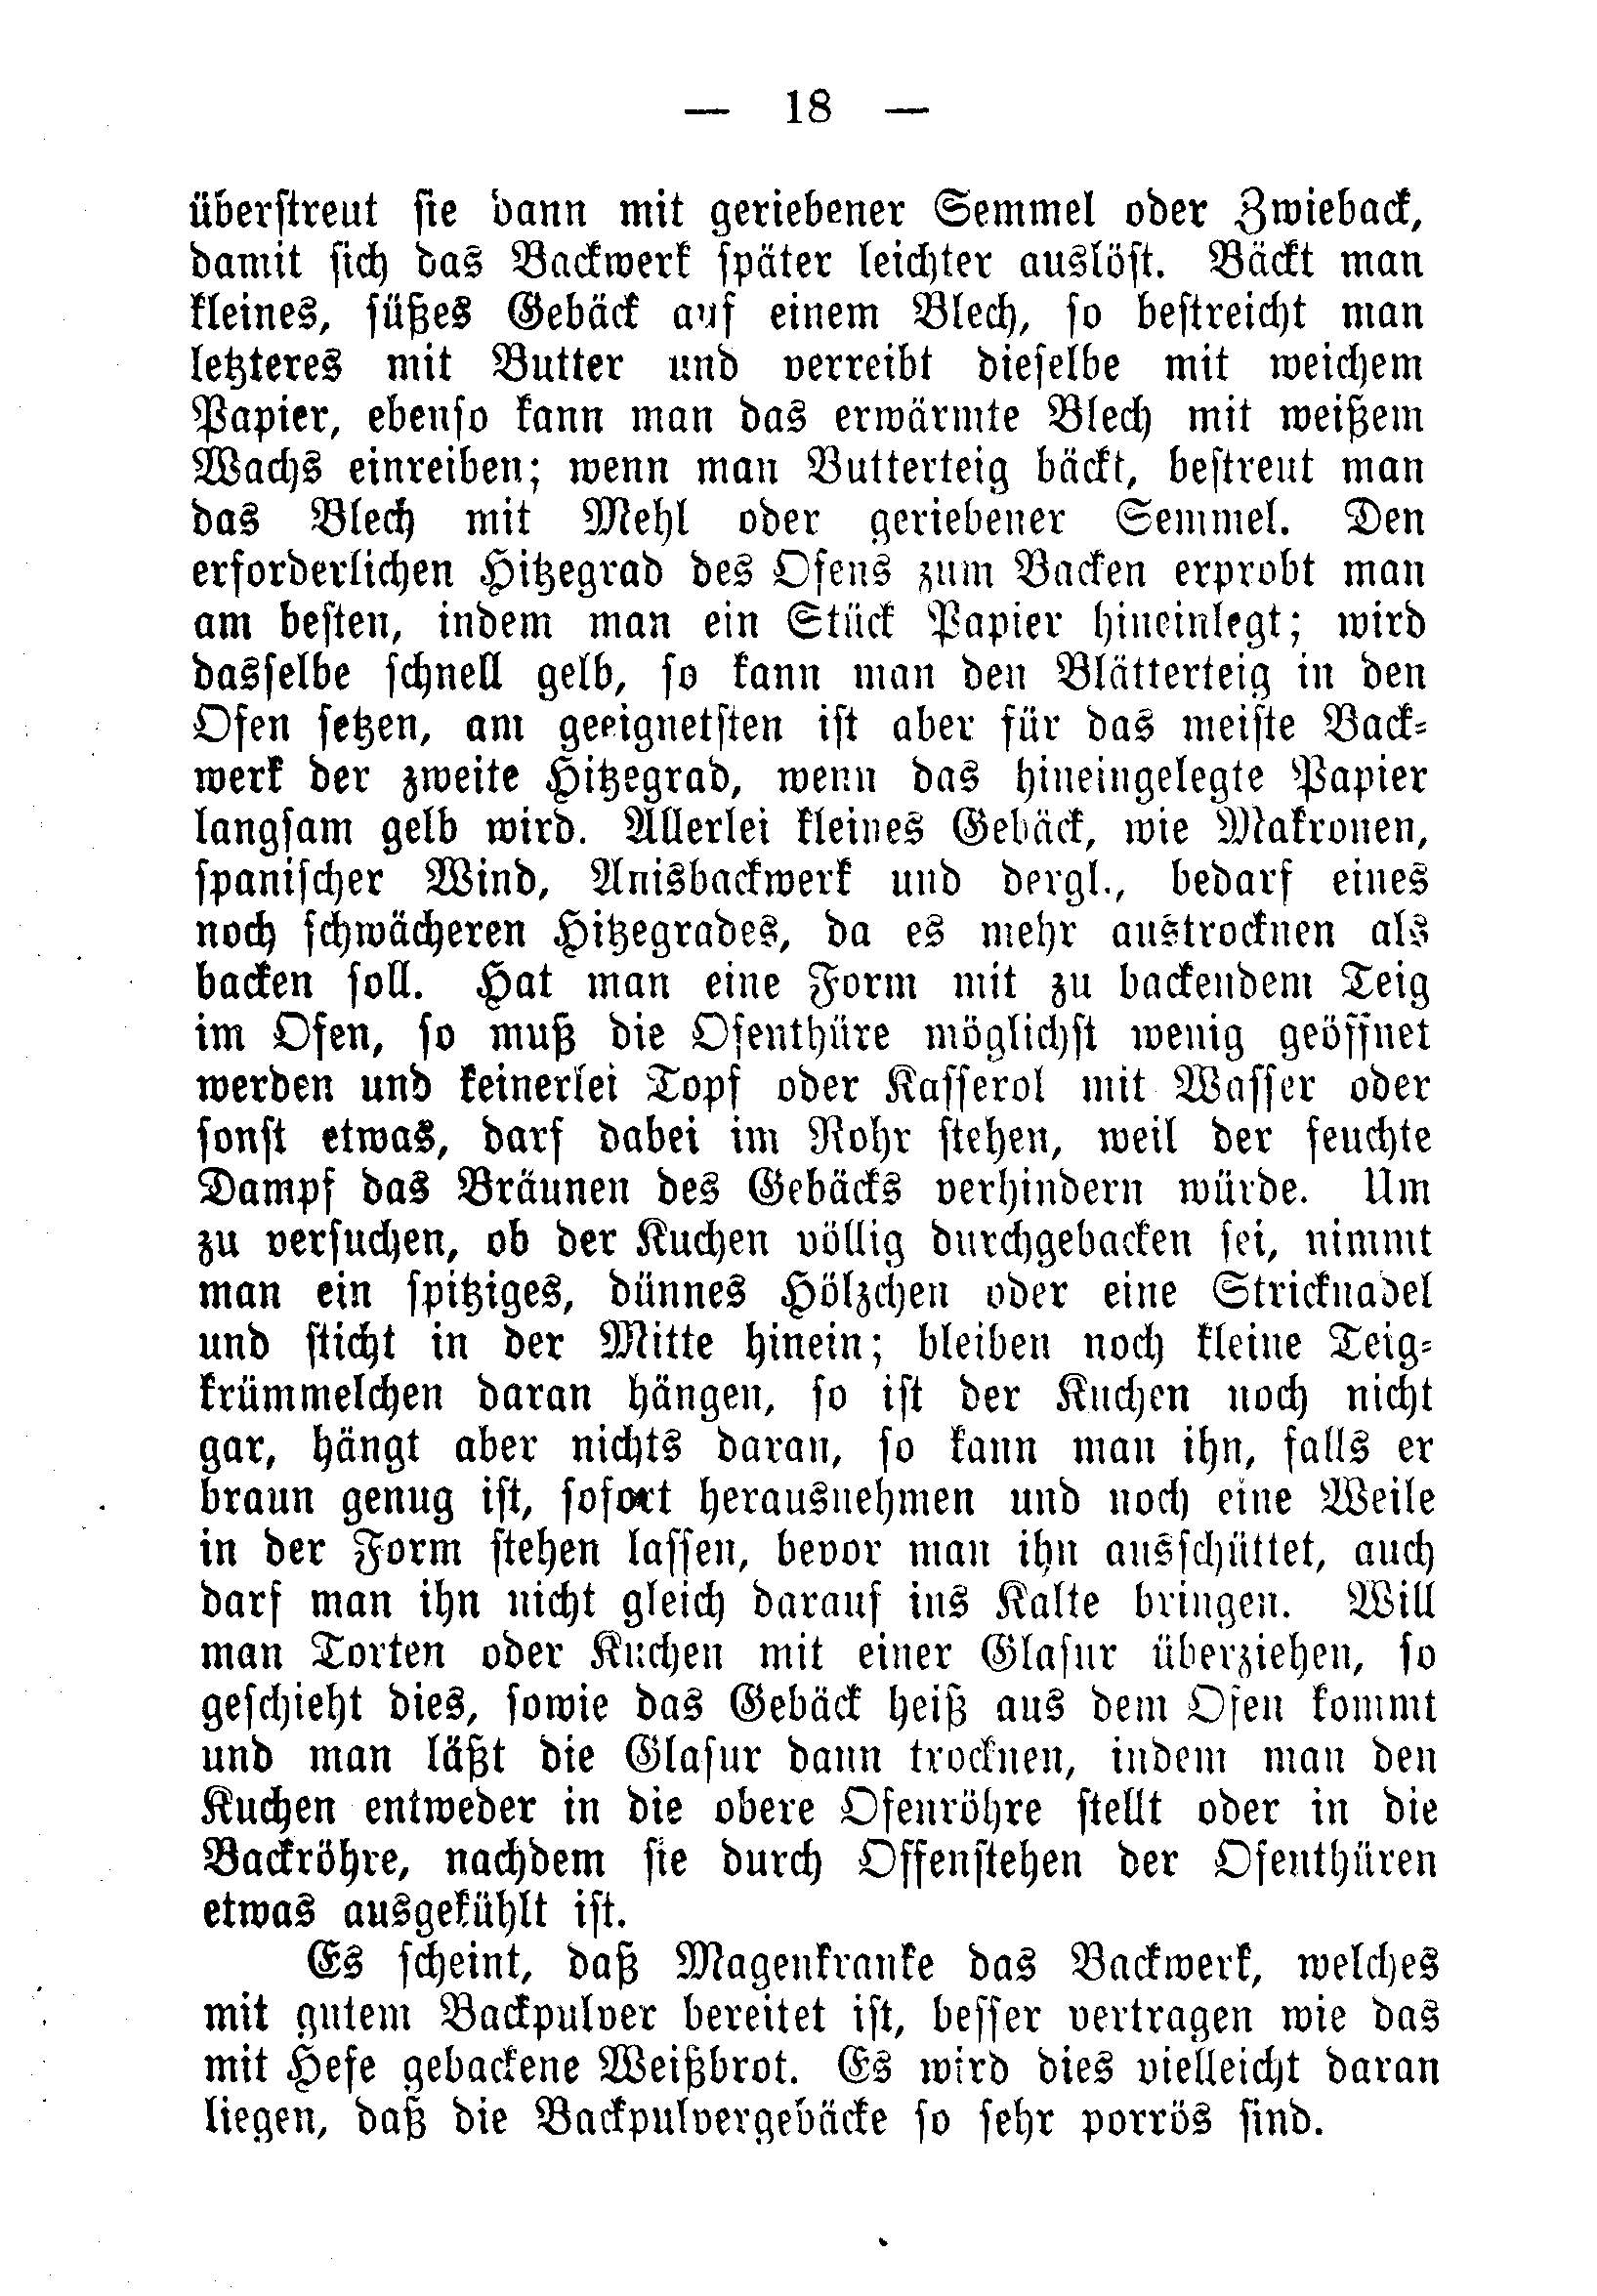 — 18 —
überstreut sie dann mit geriebener Semmel oder Zwieback,
damit sich das Backwerk später leichter auslöst. Bäckt man
kleines, süßes Gebäck auf einem Blech, so bestreicht man
letzteres mit Butter und verreibt dieselbe mit weichem
Papier, ebenso kann man das erwärmte Blech mit weißem
Wachs einreiben; wenn man Butterteig bäckt, bestreut man
das Blech mit Mehl oder geriebener Semmel. Den
erforderlichen Hitzegrad des Ofens zum Backen erprobt man
am besten, indem man ein Stück Papier hineinlegt; wird
dasselbe schnell gelb, so kann man den Blätterteig in den
Ofen setzen, am geeignetsten ist aber für das meiste Back-
werk der zweite Hitzegrad, wenn das hineingelegte Papier
langsam gelb wird. Allerlei kleines Gebäck, wie Makronen,
spanischer Wind, Anisbackwerk und dergl., bedarf eines
noch schwächeren Hitzegrades, da es mehr austrocknen als
backen soll. Hat man eine Form mit zu backendem Teig
im Ofen, so muß die Ofenthüre möglichst wenig geöffnet
werden und keinerlei Topf oder Kasserol mit Wasser oder
sonst etwas, darf dabei im Rohr stehen, weil der feuchte
Dampf das Bräunen des Gebäcks verhindern würde. Um
zu versuchen, ob der Kuchen völlig durchgebacken sei, nimmt
man ein spitziges, dünnes Hölzchen oder eine Stricknadel
und sticht in der Mitte hinein; bleiben noch kleine Teig-
krümmelchen daran hängen, so ist der Kuchen noch nicht
gar, hängt aber nichts daran, so kann man ihn, falls er
braun genug ist, sofort herausnehmen und noch eine Weile
in der Form stehen lassen, bevor man ihn ausschüttet, auch
darf man ihn nicht gleich darauf ins Kalte bringen. Will
man Torten oder Kuchen mit einer Glasur überziehen, so
geschieht dies, sowie das Gebäck heiß aus dem Ofen kommt
und man läßt die Glasur dann trocknen, indem man den
Kuchen entweder in die obere Ofenröhre stellt oder in die
Backröhre, nachdem sie durch Offenstehen der Ofenthüren
etwas ausgekühlt ist.
Es scheint, daß Magenkranke das Backwerk, welches
mit gutem Backpulver bereitet ist, besser vertragen wie das
mit Hefe gebackene Weißbrot. Es wird dies vielleicht daran
liegen, daß die Backpulvergebäcke so sehr porrös sind.